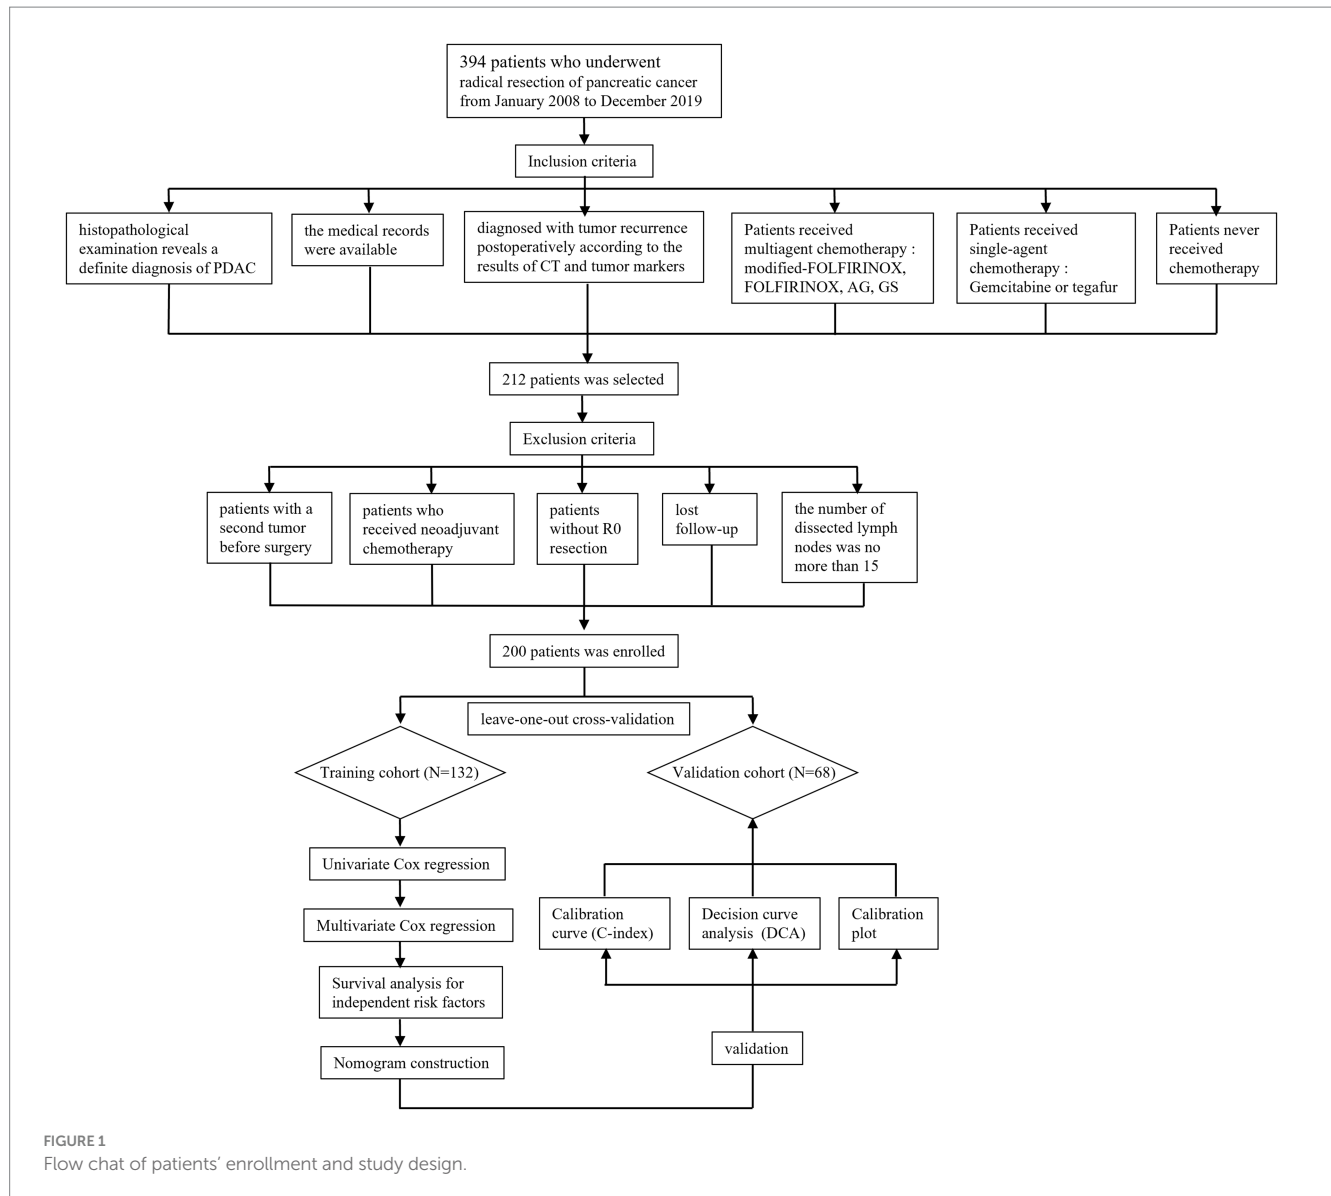 394 patients who underwent
radical resection of pancreatic cancer
from January 2008 to December 2019
Inclusion criteria
histopathological
examination reveals a
definite diagnosis of PDAC
the medical records
were available
diagnosed with tumor recurrence
postoperatively according to the
results of CT and tumor markers
Patients received
multiagent chemotherapy :
modified-FOLFIRINOX,
FOLFIRINOX, AG, GS
Patients received
single-agent
chemotherapy :
Gemcitabine or tegafur
Patients never
received
chemotherapy
212 patients was selected
Exclusion criteria
patients with a
second tumor
before surgery
patients who
received neoadjuvant
chemotherapy
patients
without R0
resection
lost
follow-up
the number of
dissected lymph
nodes was no
more than 15
200 patients was enrolled
leave-one-out cross-validation
Training cohort (N=132)
Validation cohort (N=68)
Univariate Cox regression
Multivariate Cox regression
Survival analysis for
independent risk factors
Nomogram construction
Calibration
curve (C-index)
Decision curve
analysis (DCA)
Calibration
plot
validation
FIGURE 1
Flow chat of patients’ enrollment and study design.